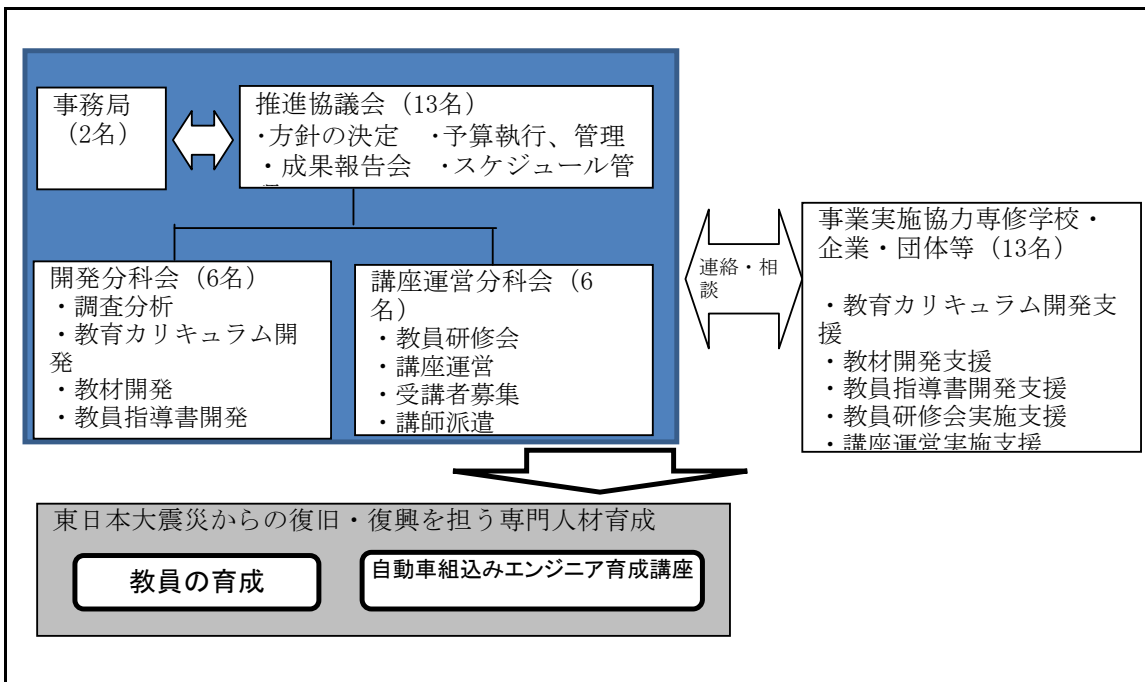 事務局
(2名)
推進協議会（13名）
・方針の決定　・予算執行、管理
・成果報告会　・スケジュール管
開発分科会（6名）
・調査分析
・教育カリキュラム開
発
・教材開発
・教員指導書開発
講座運営分科会（6
名）
・教員研修会
・講座運営
・受講者募集
・講師派遣
連絡・相
談
事業実施協力専修学校・
企業・団体等（13名）
・教育カリキュラム開発支
援
・教材開発支援
・教員指導書開発支援
・教員研修会実施支援
・講座運営実施支援
東日本大震災からの復旧・復興を担う専門人材育成
教員の育成
自動車組込みエンジニア育成講座